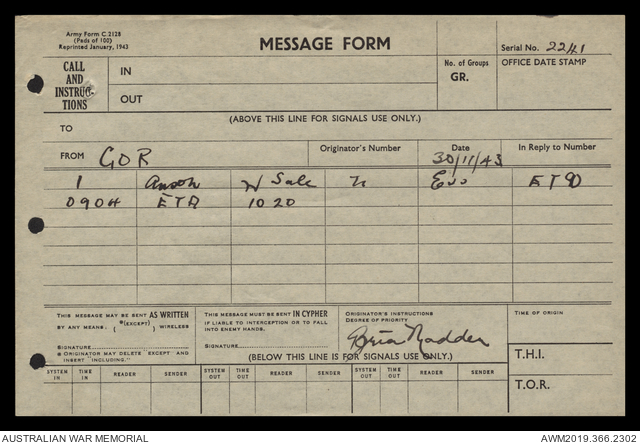 Army Form C.2128
(Pads of 100)
Reprinted January, 1943
MESSAGE FORM
Serial No. 2241
CALL AND INSTRUCTIONS
IN
OUT
No. of Groups
GR.
OFFICE DATE STAMP
(ABOVE THIS LINE FOR SIGNALS USE ONLY.)
TO
FROM GOR
Originator's Number
Date
30/11/43
In Reply to Number
1 Anson W Sale to ETD
0904 ETA 1020
THIS MESSAGE MAY BE SENT AS WRITTEN
BY ANY MEANS. ( *(EXCEPT) ) WIRELESS
SIGNATURE
* ORIGINATOR MAY DELETE EXCEPT AND
INSERT "INCLUDING."
THIS MESSAGE MUST BE SENT IN CYPHER
IF LIABLE TO INTERCEPTION OR TO FALL
INTO ENEMY HANDS.
SIGNATURE
ORIGINATOR'S INSTRUCTIONS
DEGREE OF PRIORITY
Brian Madden
TIME OF ORIGIN
(BELOW THIS LINE IS FOR SIGNALS USE ONLY.)
T.H.I.
T.O.R.
SYSTEM IN TIME IN READER SENDER SYSTEM OUT TIME OUT READER SENDER SYSTEM OUT TIME OUT READER SENDER
AUSTRALIAN WAR MEMORIAL
AWM2019.366.2302